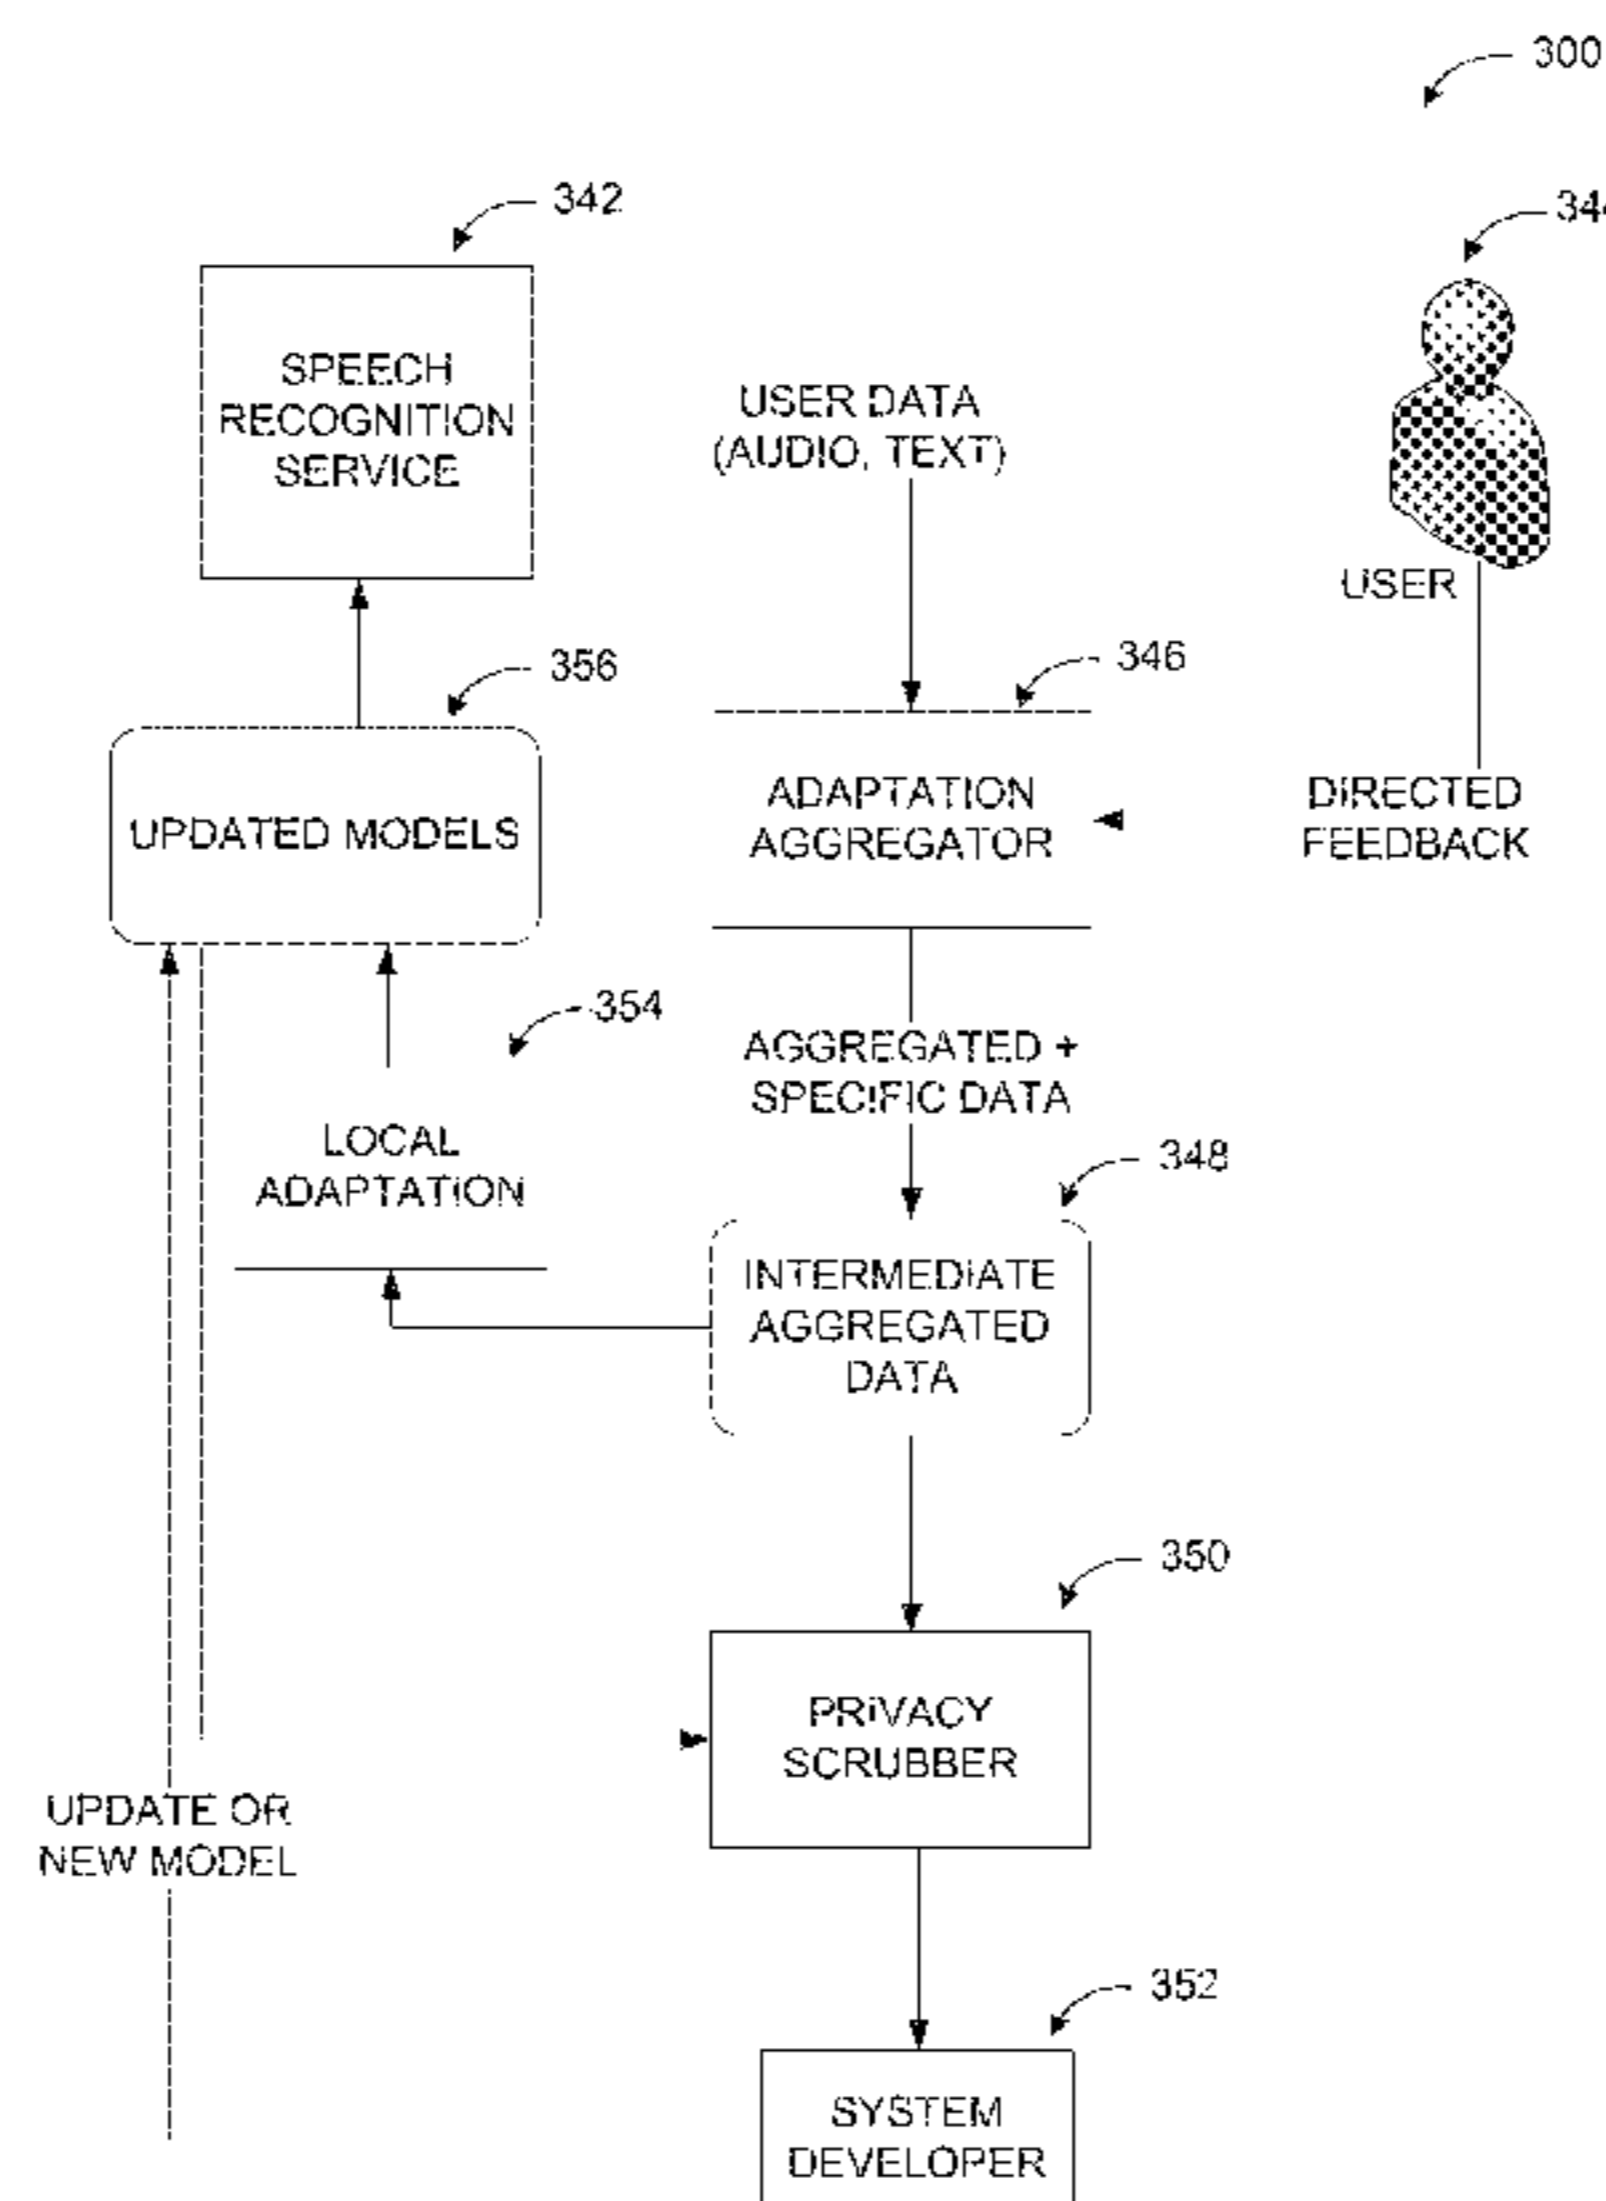 300
342
344
SPEECH
RECOGNITION
SERVICE
USER DATA
(AUDIO, TEXT)
USER
356
346
UPDATED MODELS
ADAPTATION
AGGREGATOR
DIRECTED
FEEDBACK
354
AGGREGATED +
SPECIFIC DATA
LOCAL
ADAPTATION
348
INTERMEDIATE
AGGREGATED
DATA
350
PRIVACY
SCRUBBER
UPDATE OR
NEW MODEL
352
SYSTEM
DEVELOPER